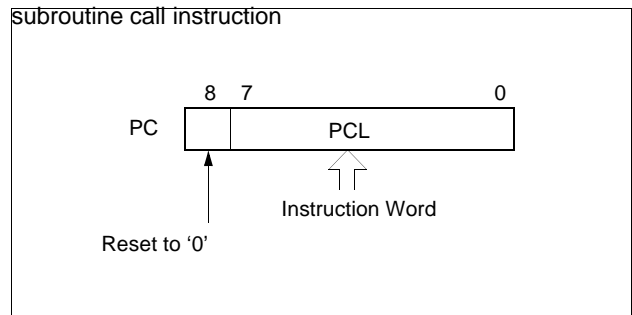 subroutine call instruction
8 7 0
PC PCL
Instruction Word
Reset to ‘0’